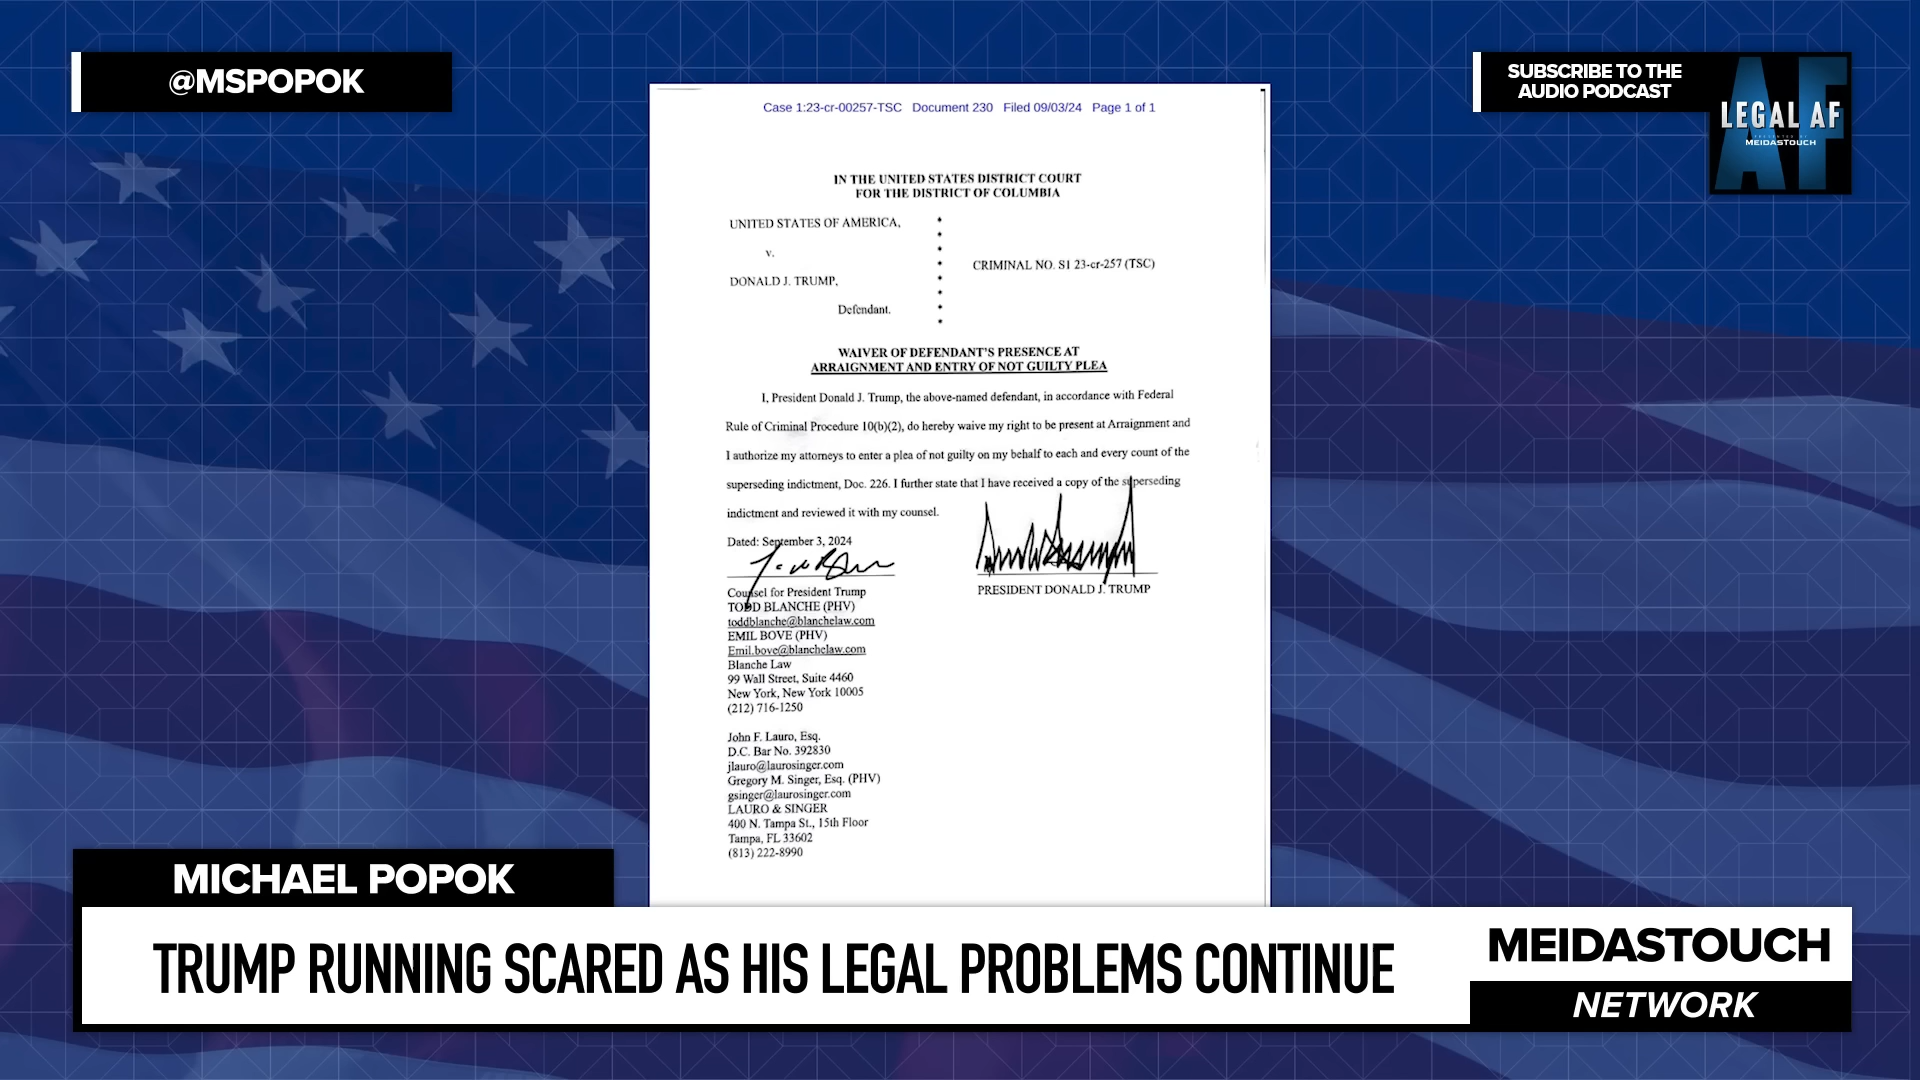 @MSPOPOK
SUBSCRIBE TO THE
AUDIO PODCAST
LEGAL AF
PRESENTED BY
MEIDASTOUCH
Case 1:23-cr-00257-TSC Document 230 Filed 09/03/24 Page 1 of 1
IN THE UNITED STATES DISTRICT COURT
FOR THE DISTRICT OF COLUMBIA
UNITED STATES OF AMERICA,
v.
CRIMINAL NO. S1 23-cr-257 (TSC)
DONALD J. TRUMP,
Defendant.
WAIVER OF DEFENDANT'S PRESENCE AT
ARRAIGNMENT AND ENTRY OF NOT GUILTY PLEA
I, President Donald J. Trump, the above-named defendant, in accordance with Federal
Rule of Criminal Procedure 10(b)(2), do hereby waive my right to be present at Arraignment and
I authorize my attorneys to enter a plea of not guilty on my behalf to each and every count of the
superseding indictment, Doc. 226. I further state that I have received a copy of the superseding
indictment and reviewed it with my counsel.
Dated: September 3, 2024
PRESIDENT DONALD J. TRUMP
Counsel for President Trump
TODD BLANCHE (PHV)
toddblanche@blanchelaw.com
EMIL BOVE (PHV)
Emil.bove@blanchelaw.com
Blanche Law
99 Wall Street, Suite 4460
New York, New York 10005
(212) 716-1250
John F. Lauro, Esq.
D.C. Bar No. 392830
jlauro@laurosinger.com
Gregory M. Singer, Esq. (PHV)
gsinger@laurosinger.com
LAURO & SINGER
400 N. Tampa St., 15th Floor
Tampa, FL 33602
(813) 222-8990
MICHAEL POPOK
TRUMP RUNNING SCARED AS HIS LEGAL PROBLEMS CONTINUE
MEIDASTOUCH
NETWORK